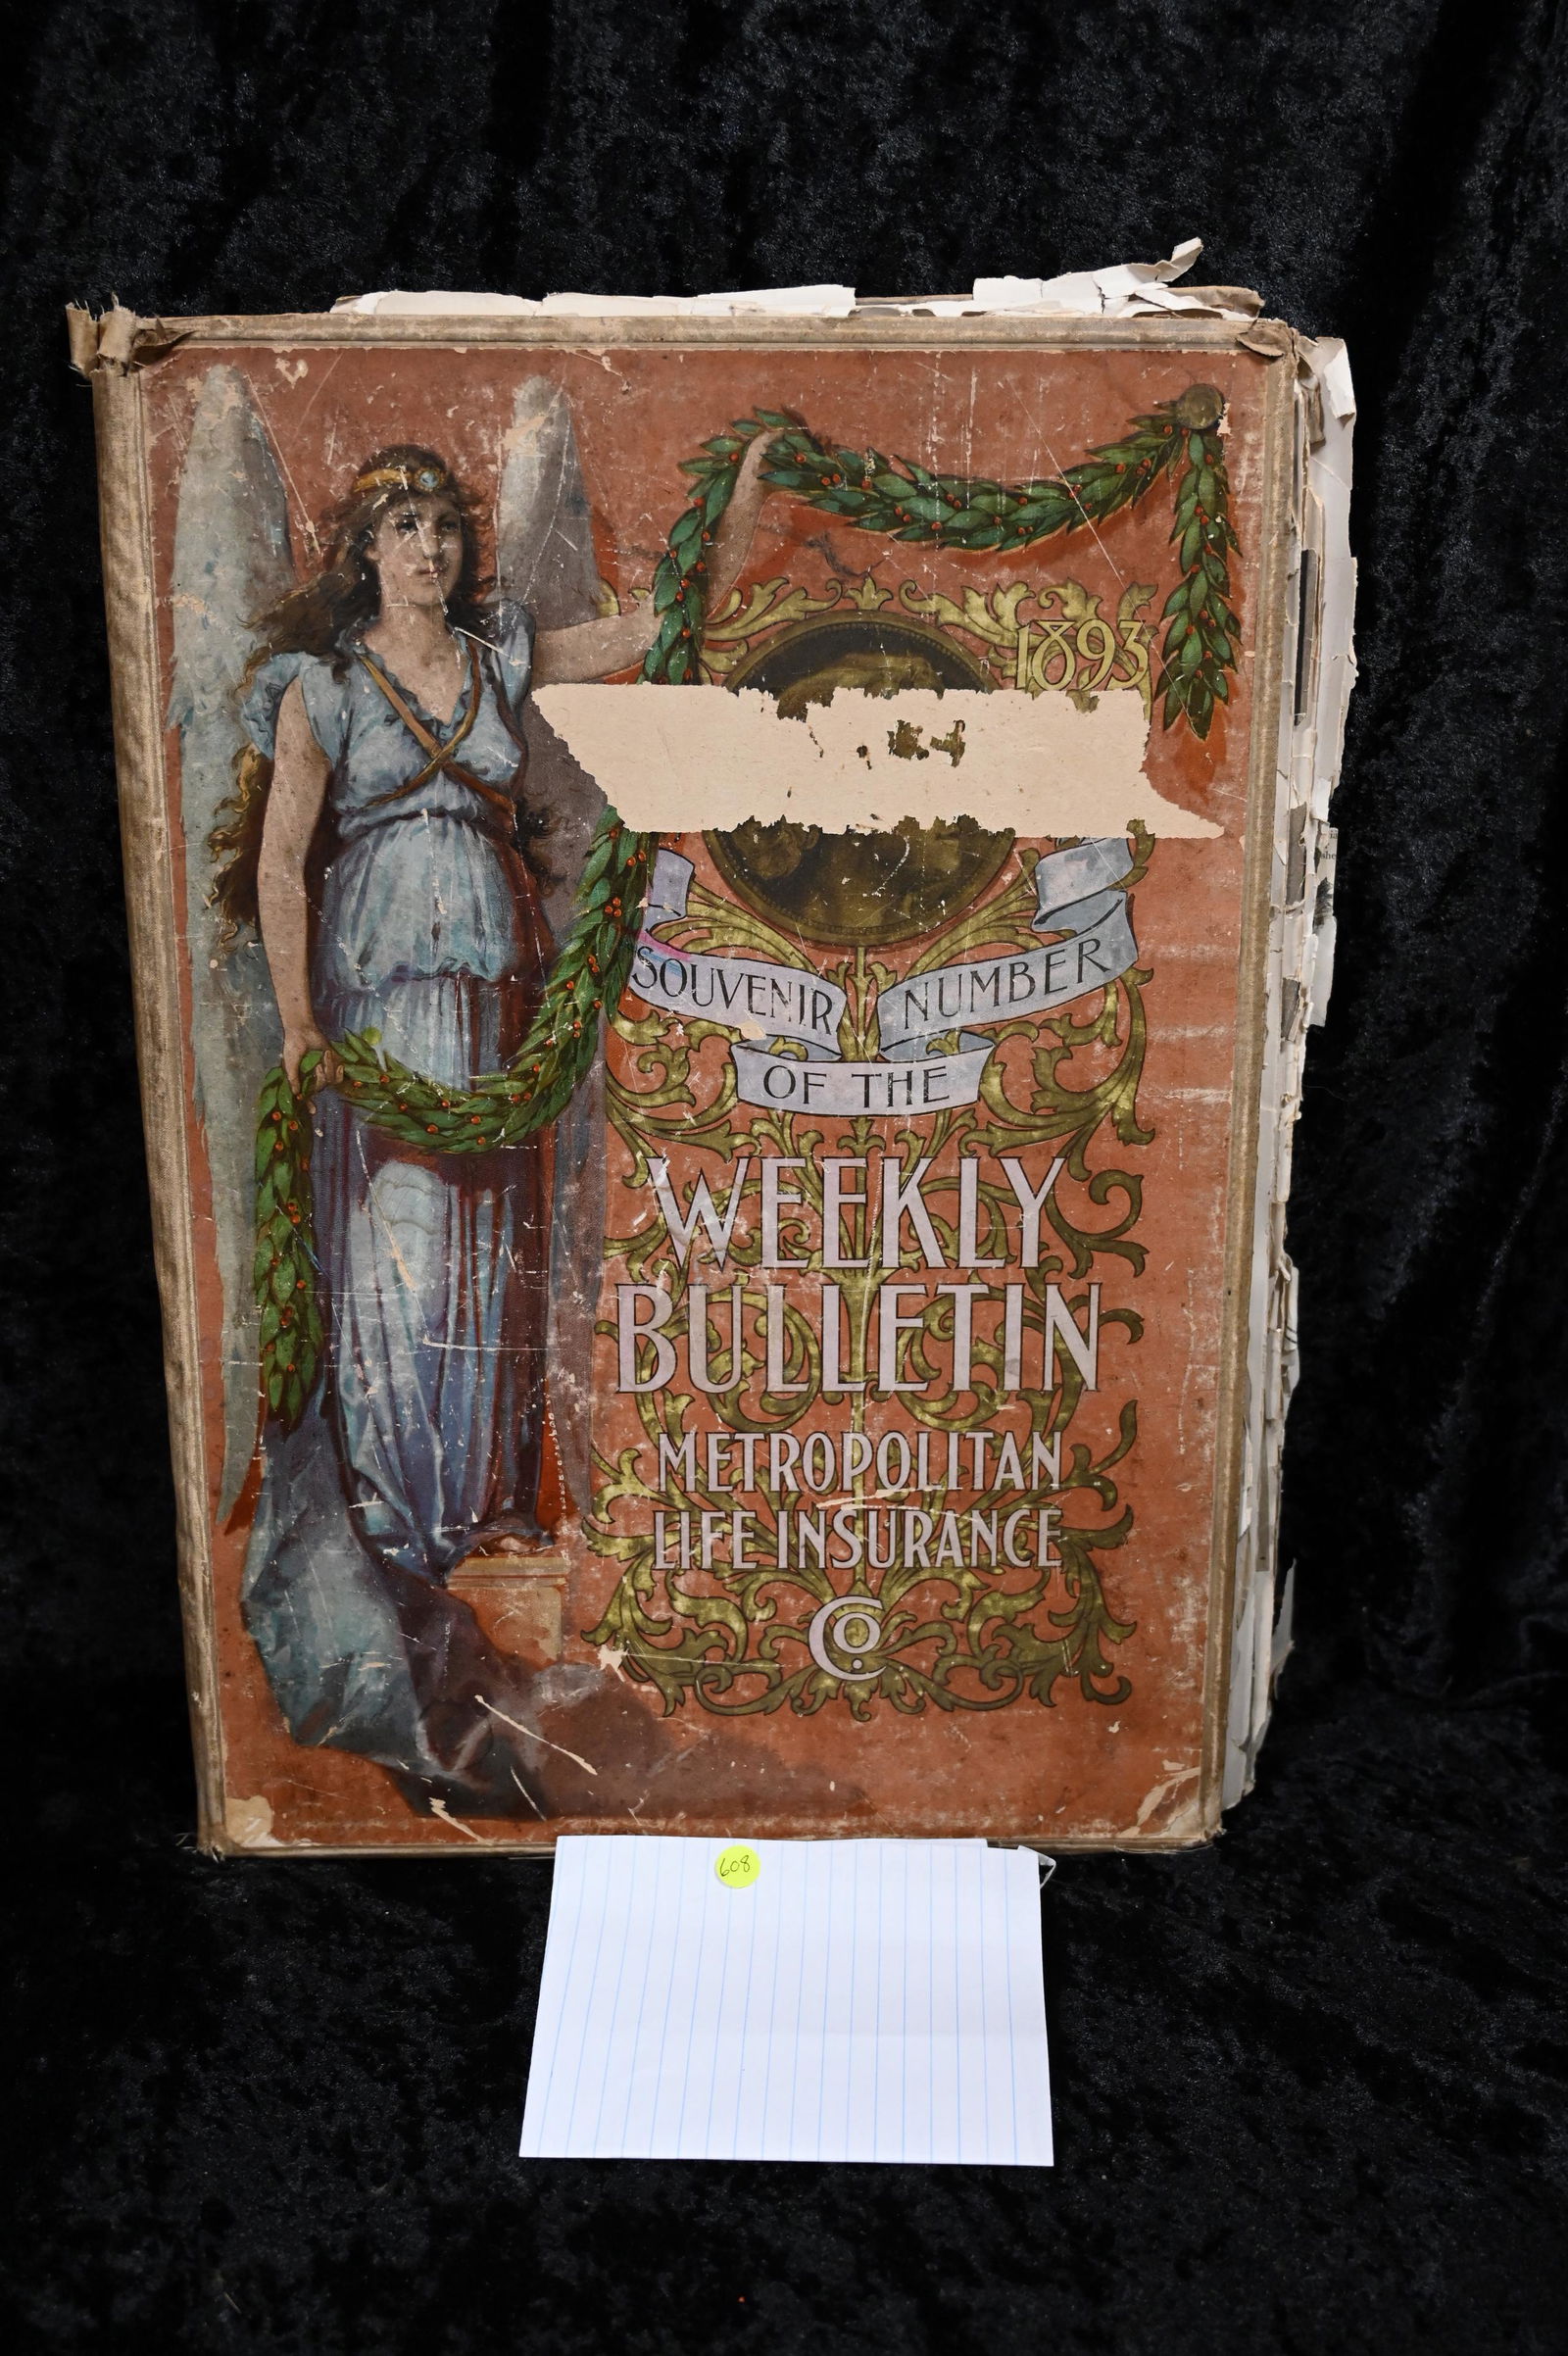 1893
SOUVENIR NUMBER
OF THE
WEEKLY
BULLETIN
METROPOLITAN
LIFE INSURANCE
CO.
608